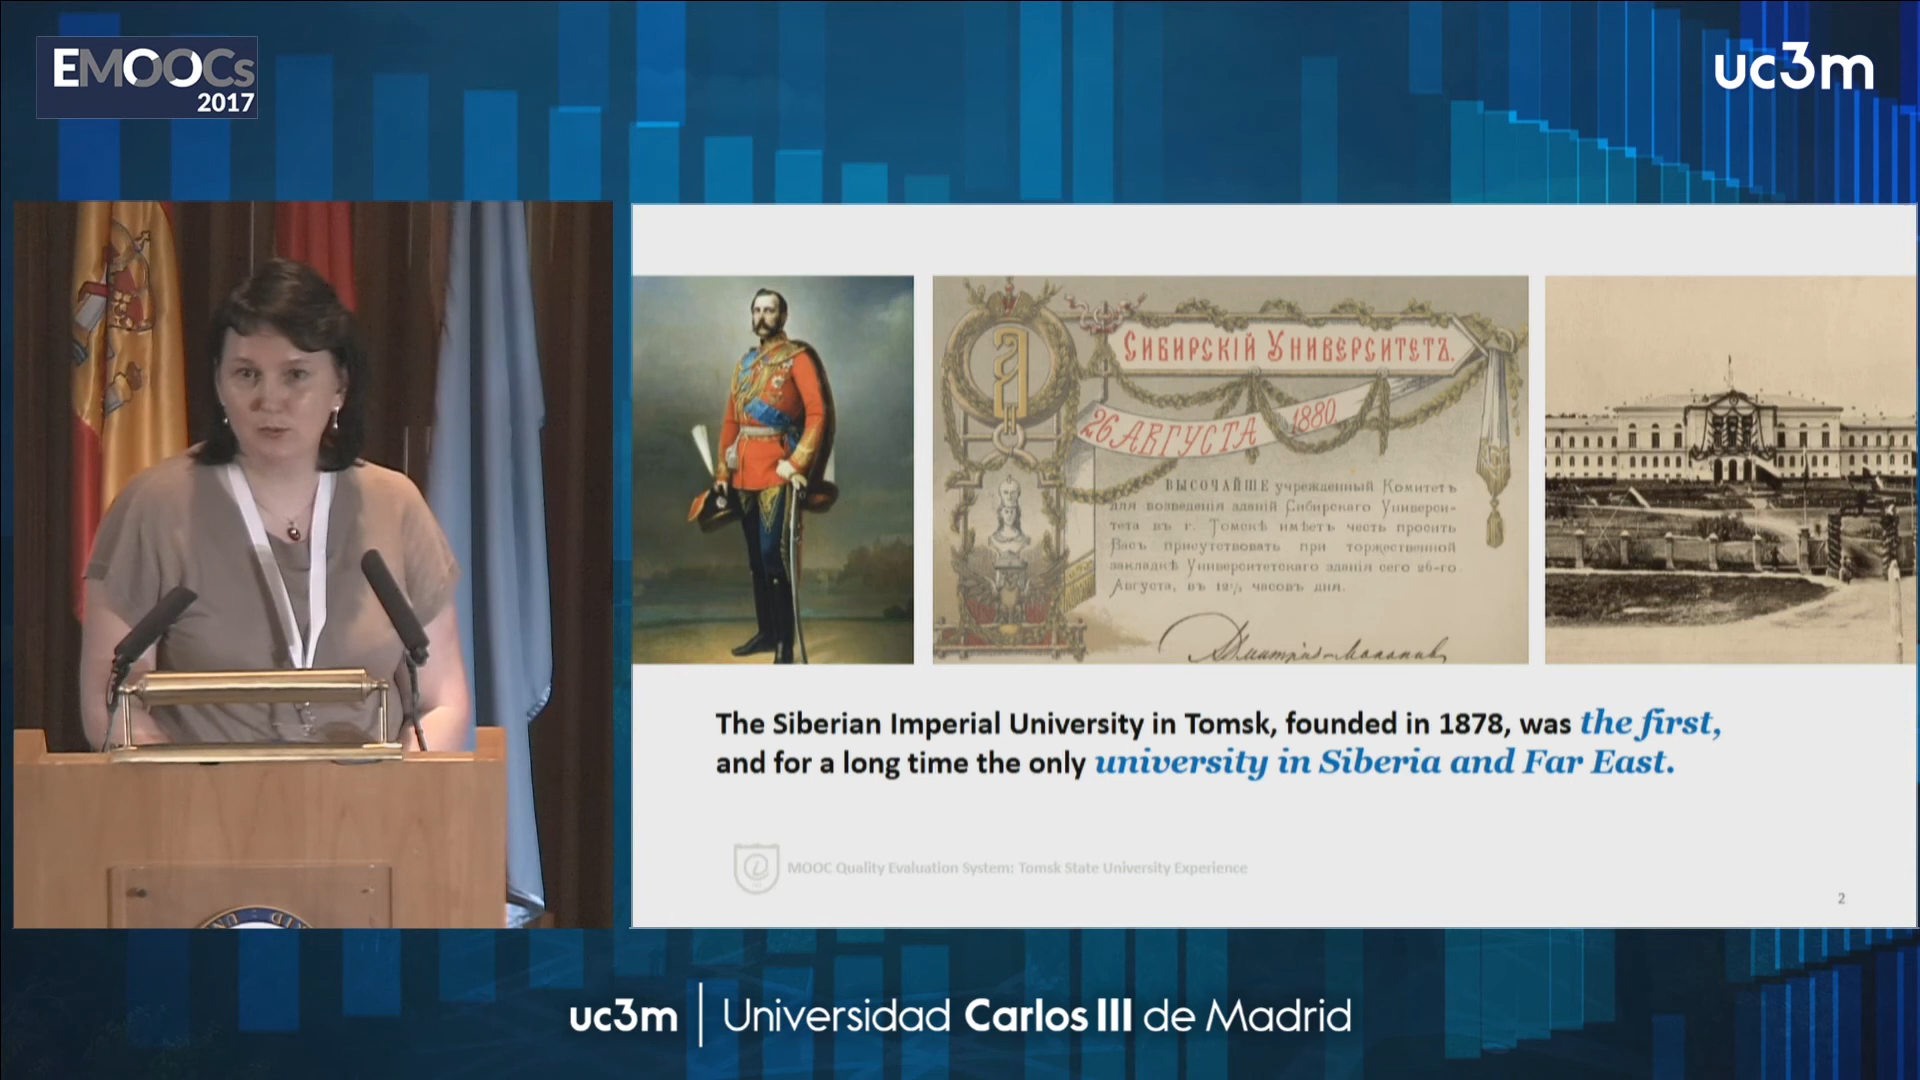 EMOOCs
2017
uc3m
СИБИРСКІЙ УНИВЕРСИТЕТЪ.
26 АВГУСТА 1880
ВЫСОЧАЙШЕ учрежденный Комитетъ
для возведенія зданій Сибирскаго Универси-
тета въ г. Томскѣ имѣетъ честь просить
Васъ присутствовать при торжественной
закладкѣ Университетскаго зданія сего 26-го
Августа, въ 12½ часовъ дня.
The Siberian Imperial University in Tomsk, founded in 1878, was the first,
and for a long time the only university in Siberia and Far East.
MOOC Quality Evaluation System: Tomsk State University Experience
2
uc3m | Universidad Carlos III de Madrid